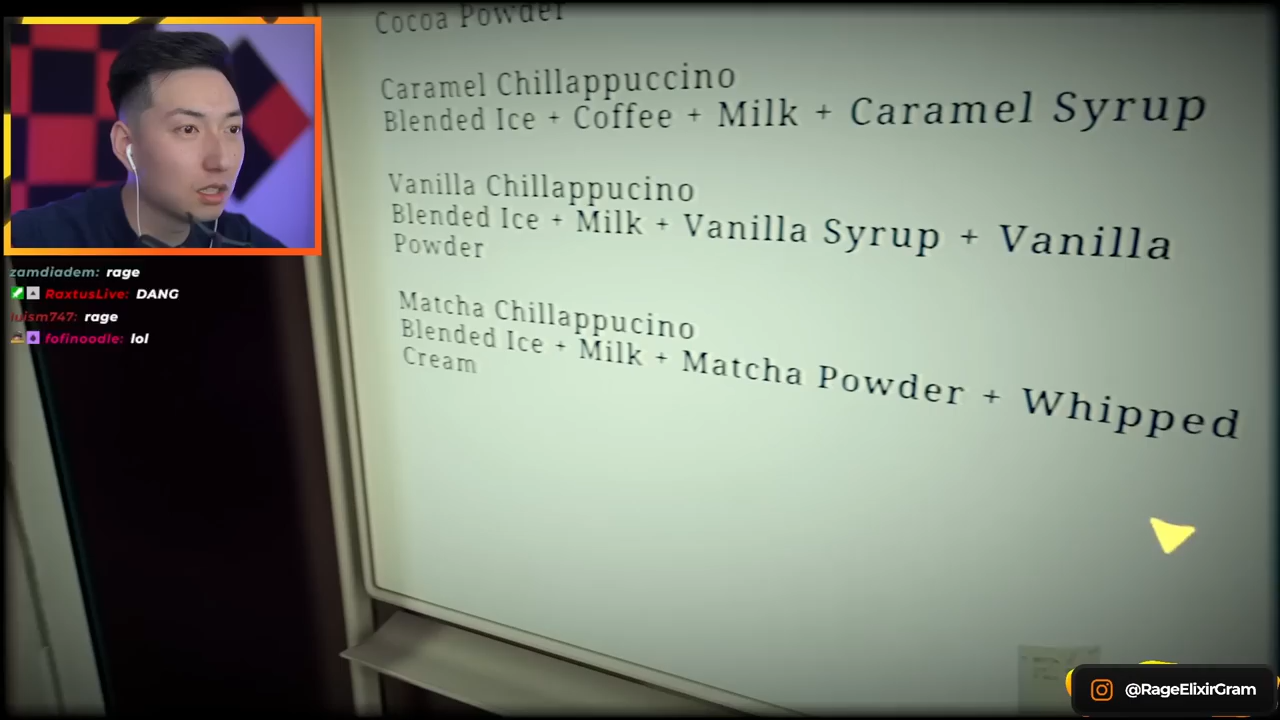 Cocoa Powder
Caramel Chillappuccino
Blended Ice + Coffee + Milk + Caramel Syrup
Vanilla Chillappucino
Blended Ice + Milk + Vanilla Syrup + Vanilla
Powder
Matcha Chillappucino
Blended Ice + Milk + Matcha Powder + Whipped
Cream
zamdiadem: rage
RaxtusLive: DANG
luism747: rage
fofinoodle: lol
@RageElixirGram